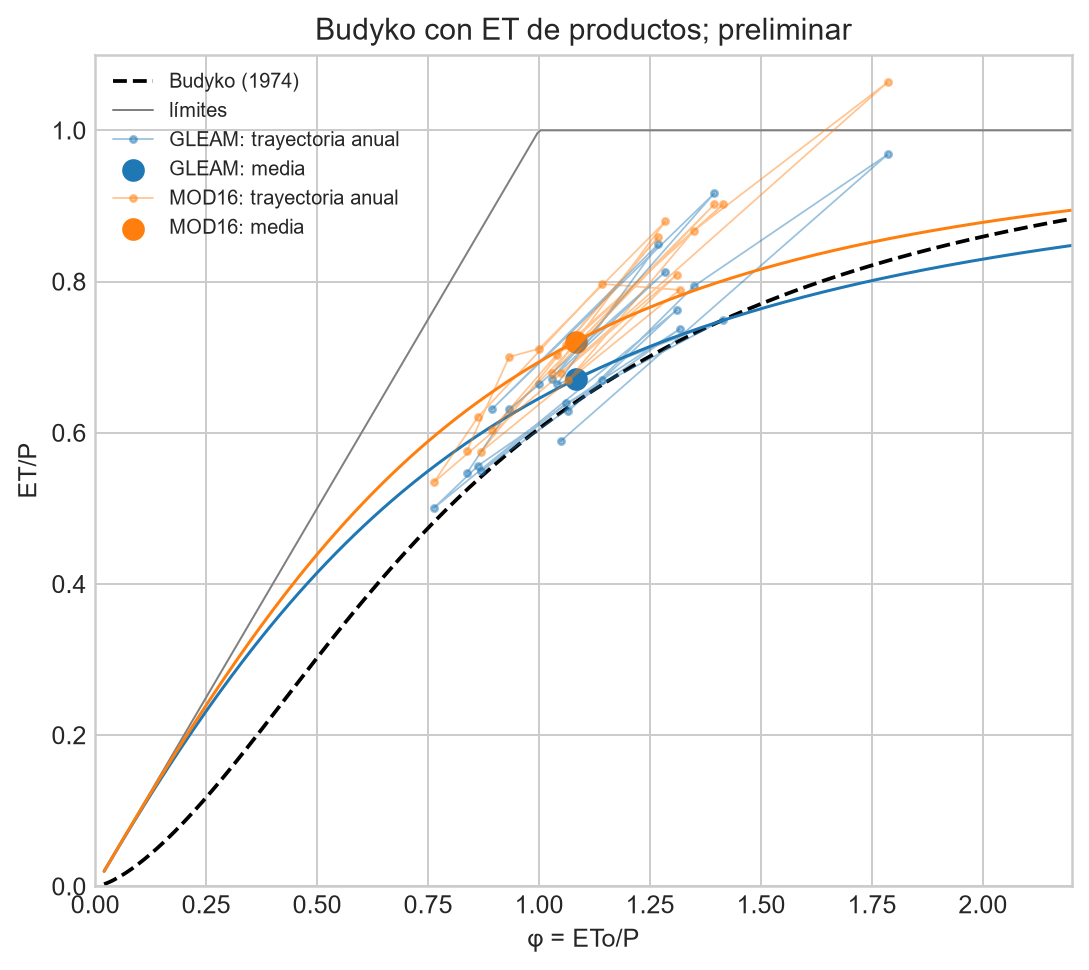 Budyko con ET de productos; preliminar
Budyko (1974)
límites
GLEAM: trayectoria anual
GLEAM: media
MOD16: trayectoria anual
MOD16: media
ET/P
1.0
0.8
0.6
0.4
0.2
0.0
0.00 0.25 0.50 0.75 1.00 1.25 1.50 1.75 2.00
φ = ETo/P